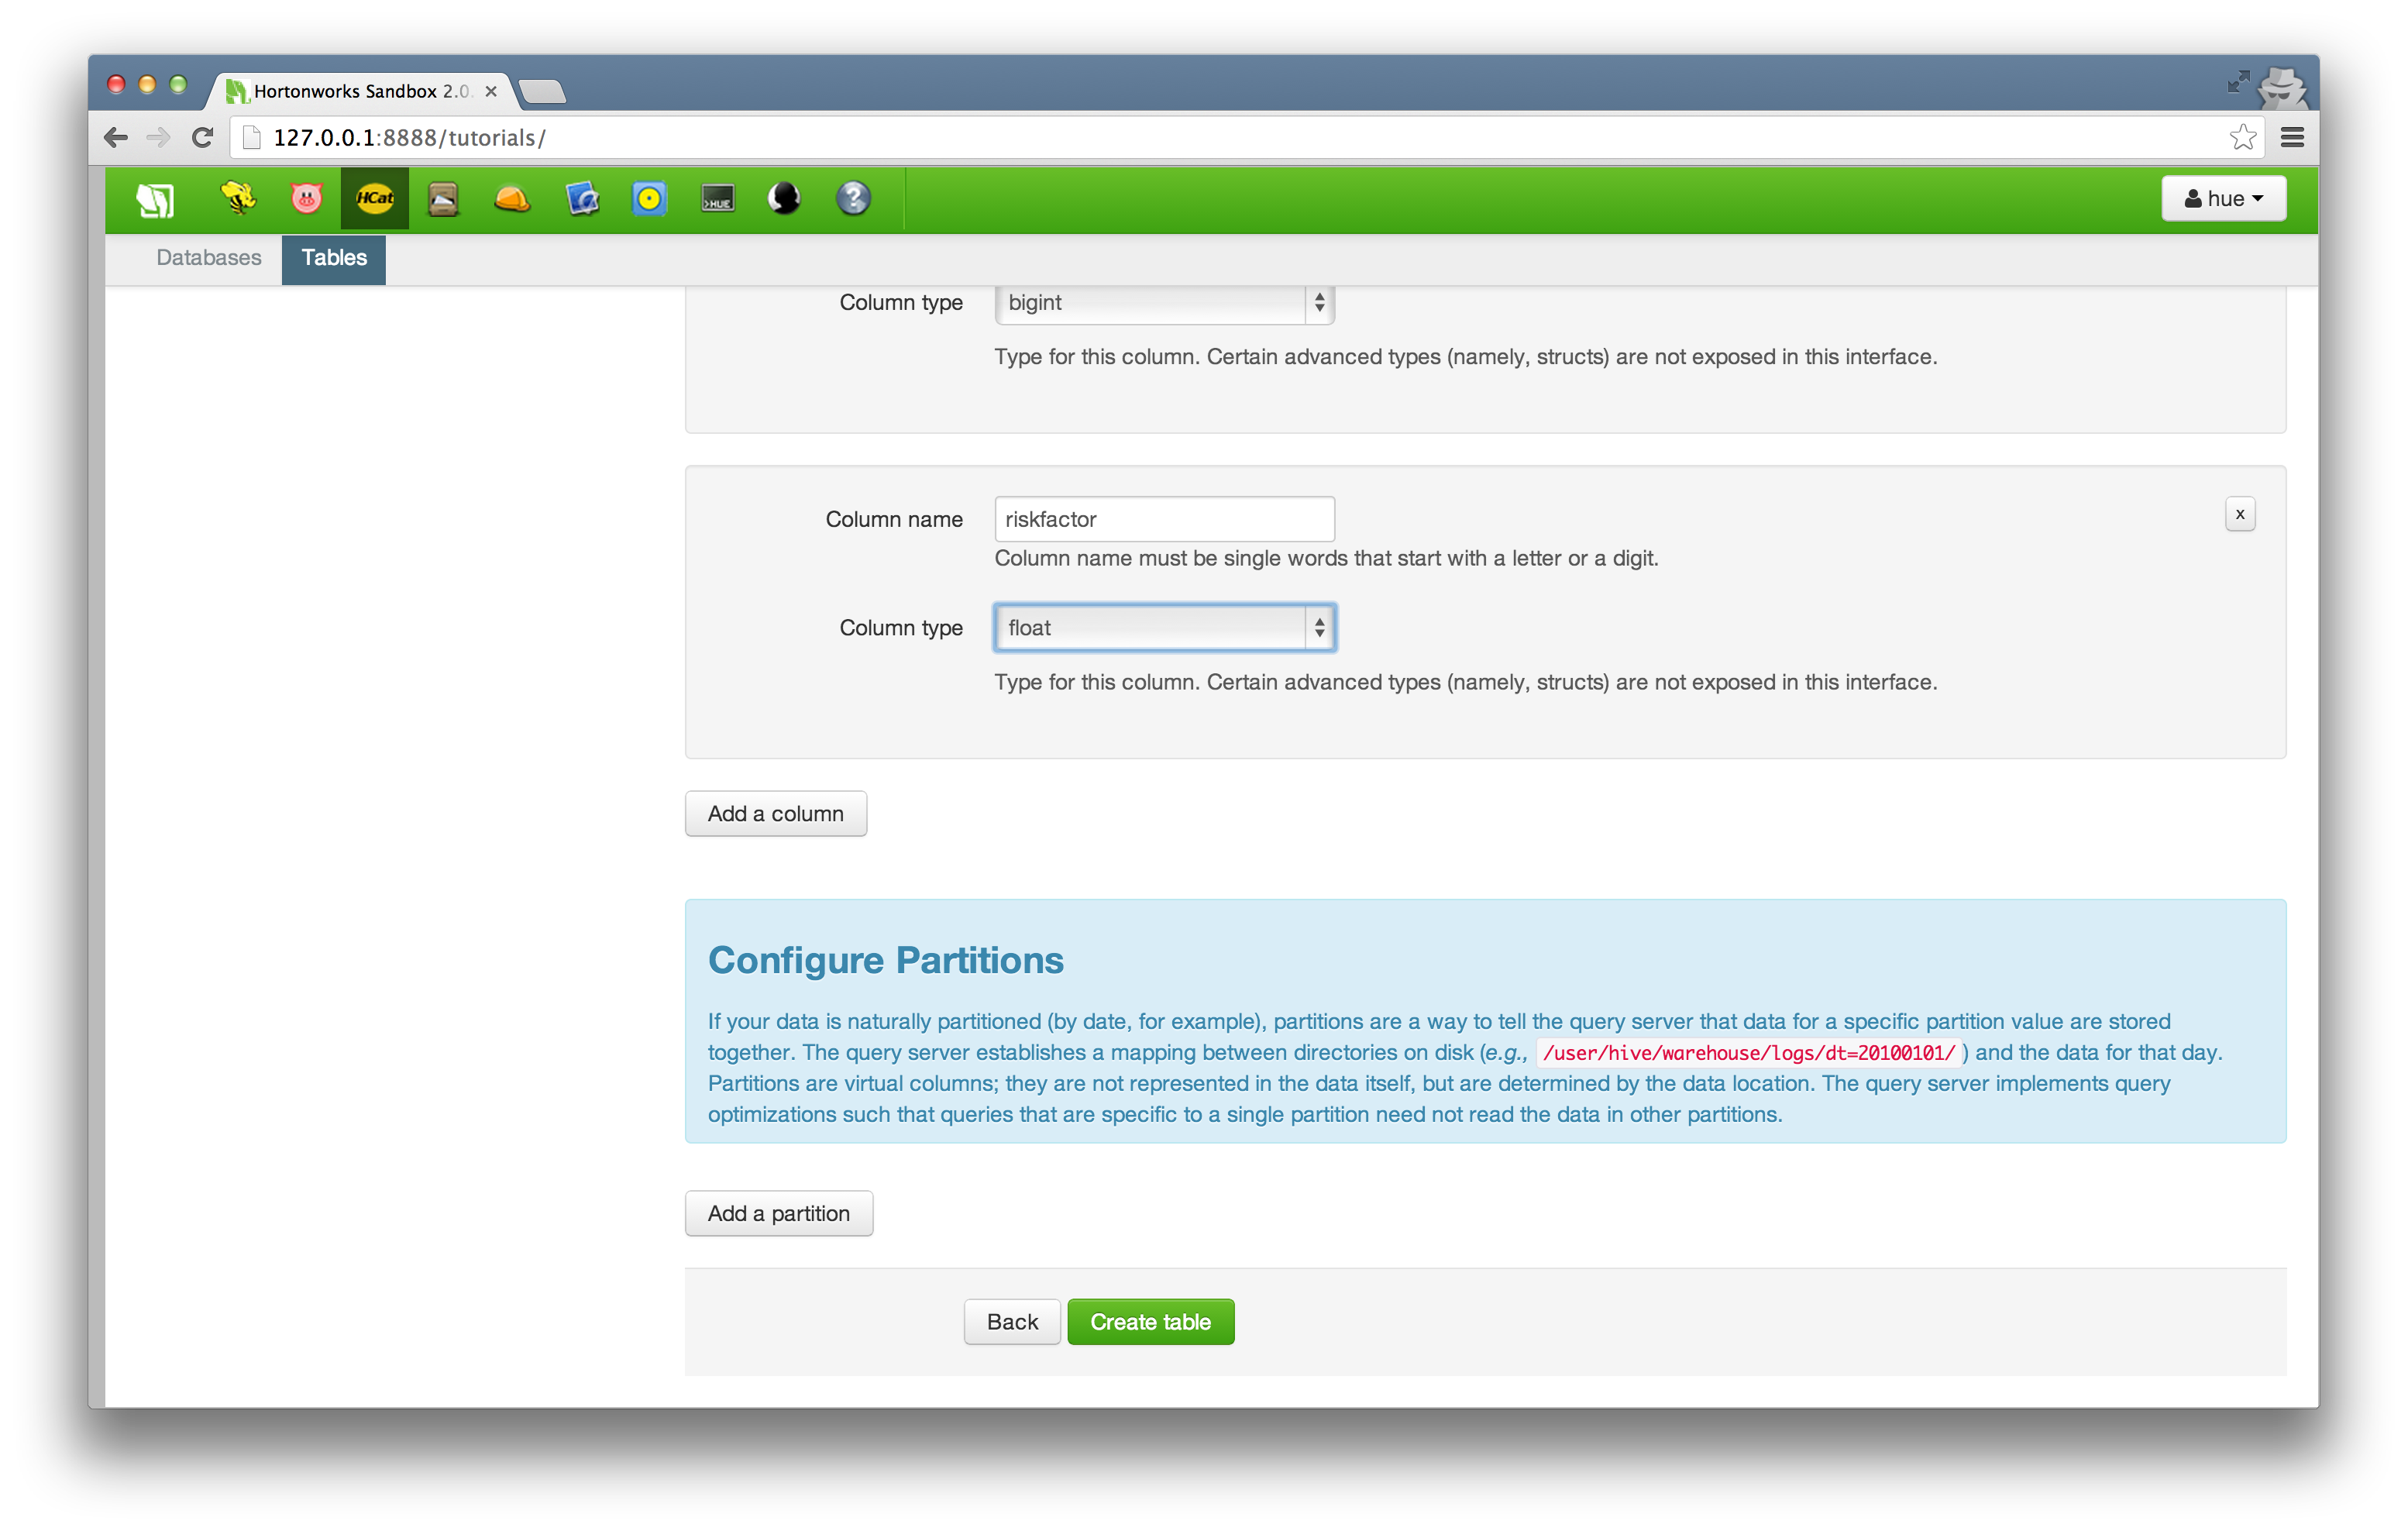 Hortonworks Sandbox 2.0.
127.0.0.1:8888/tutorials/
HCat
>HUE
?
hue
Databases
Tables
Column type
bigint
Type for this column. Certain advanced types (namely, structs) are not exposed in this interface.
Column name
riskfactor
x
Column name must be single words that start with a letter or a digit.
Column type
float
Type for this column. Certain advanced types (namely, structs) are not exposed in this interface.
Add a column
Configure Partitions
If your data is naturally partitioned (by date, for example), partitions are a way to tell the query server that data for a specific partition value are stored
together. The query server establishes a mapping between directories on disk (e.g., /user/hive/warehouse/logs/dt=20100101/ ) and the data for that day.
Partitions are virtual columns; they are not represented in the data itself, but are determined by the data location. The query server implements query
optimizations such that queries that are specific to a single partition need not read the data in other partitions.
Add a partition
Back
Create table